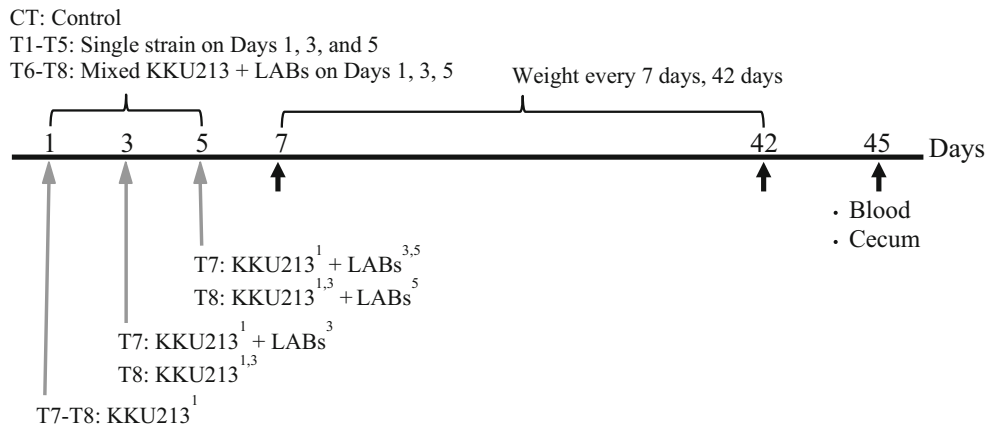 CT: Control
T1-T5: Single strain on Days 1, 3, and 5
T6-T8: Mixed KKU213 + LABs on Days 1, 3, 5
Weight every 7 days, 42 days
1 3 5 7 42 45 Days
· Blood
· Cecum
T7: KKU213¹ + LABs³,⁵
T8: KKU213¹,³ + LABs⁵
T7: KKU213¹ + LABs³
T8: KKU213¹,³
T7-T8: KKU213¹